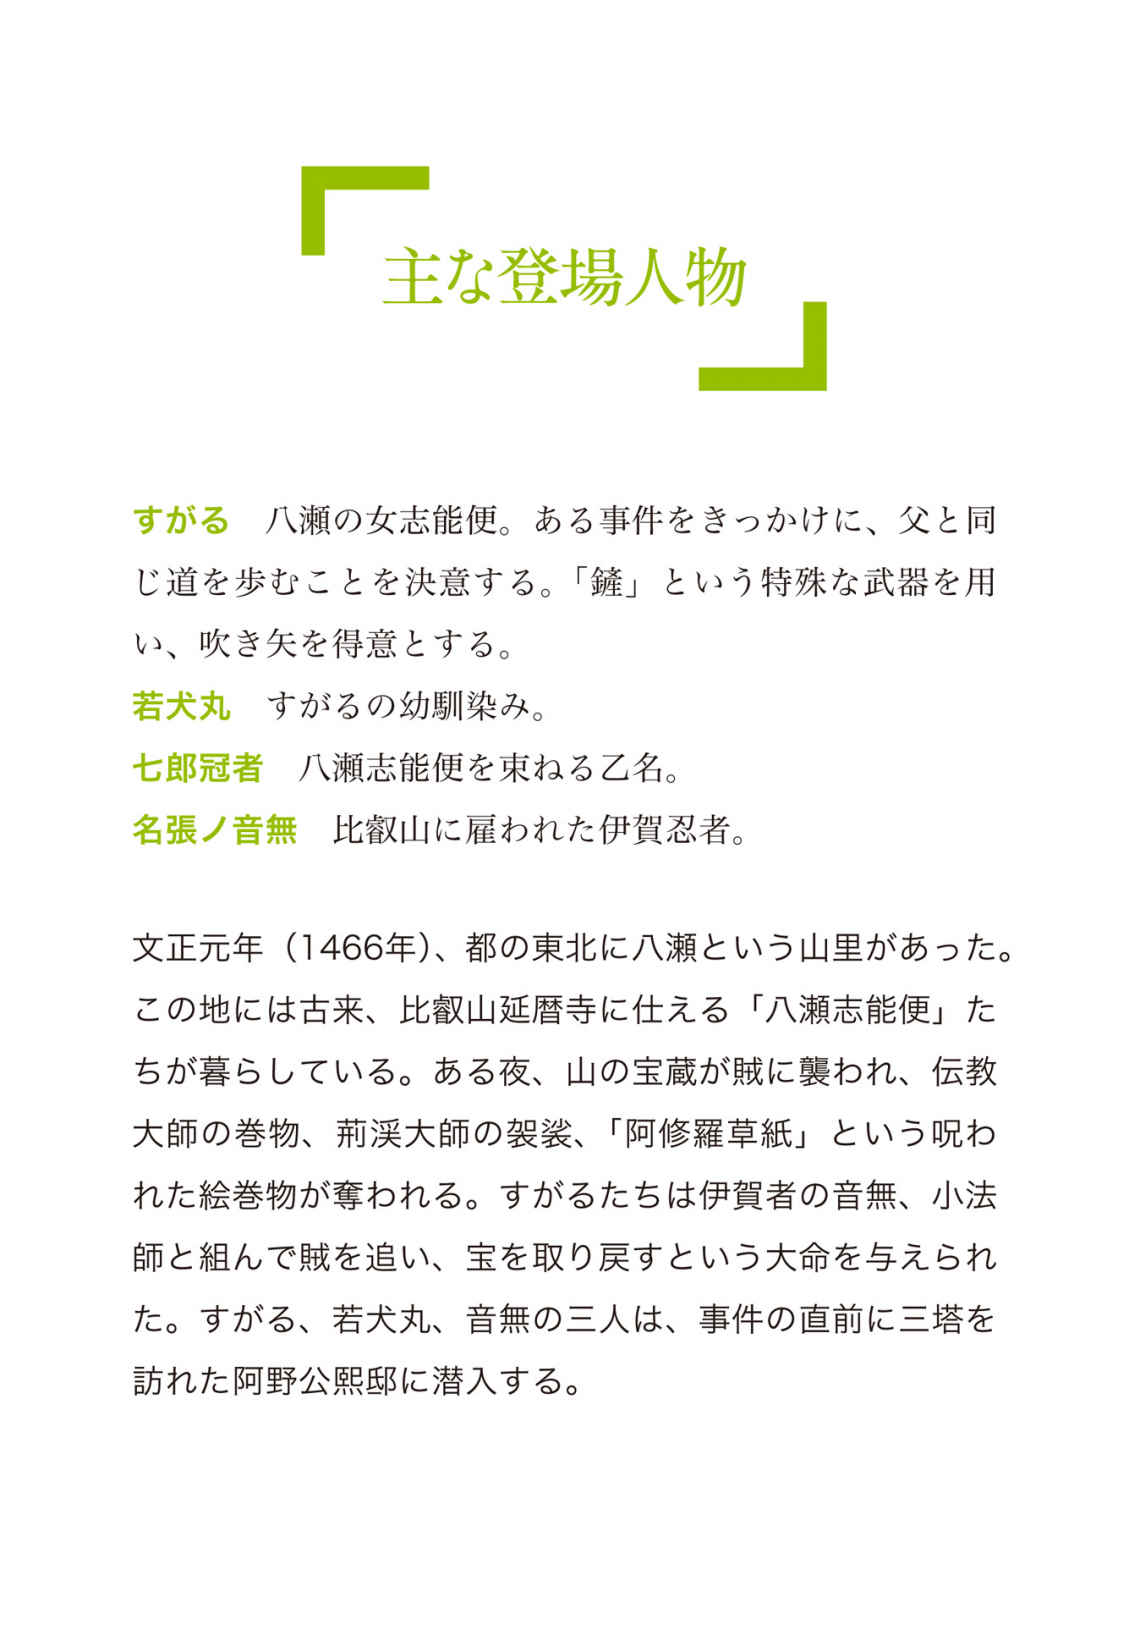 主な登場人物
すがる　八瀬の女志能便。ある事件をきっかけに、父と同
じ道を歩むことを決意する。「鏟」という特殊な武器を用
い、吹き矢を得意とする。
若犬丸　すがるの幼馴染み。
七郎冠者　八瀬志能便を束ねる乙名。
名張ノ音無　比叡山に雇われた伊賀忍者。
文正元年（1466年）、都の東北に八瀬という山里があった。
この地には古来、比叡山延暦寺に仕える「八瀬志能便」た
ちが暮らしている。ある夜、山の宝蔵が賊に襲われ、伝教
大師の巻物、荊渓大師の袈裟、「阿修羅草紙」という呪わ
れた絵巻物が奪われる。すがるたちは伊賀者の音無、小法
師と組んで賊を追い、宝を取り戻すという大命を与えられ
た。すがる、若犬丸、音無の三人は、事件の直前に三塔を
訪れた阿野公熙邸に潜入する。